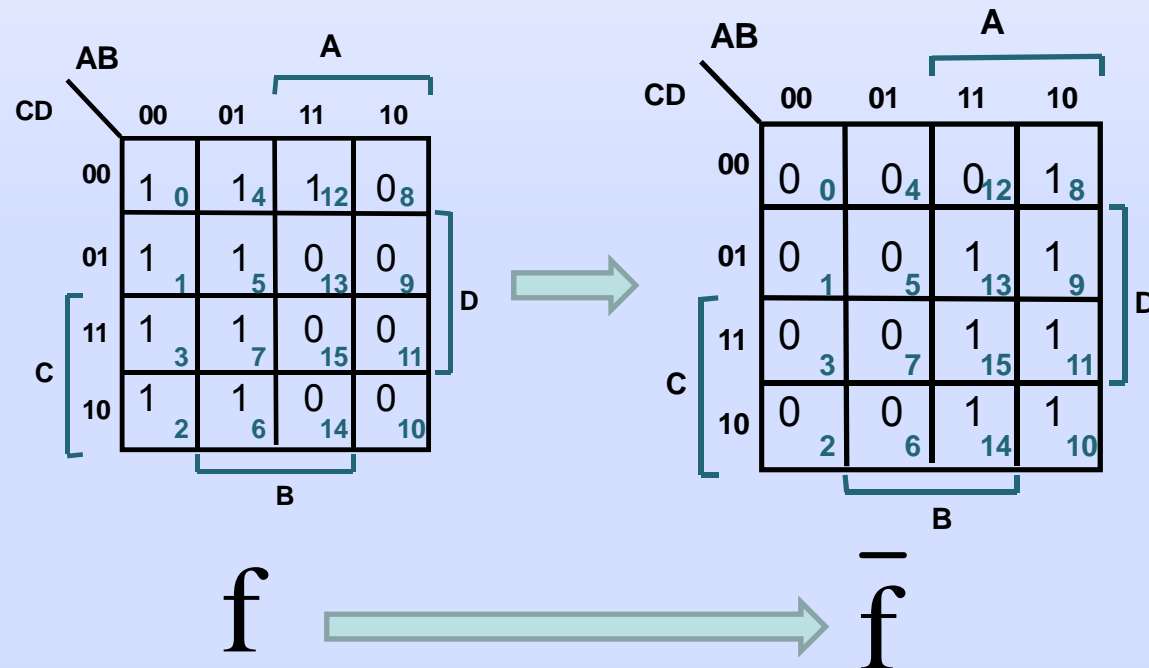 A A
AB AB
CD 00 01 11 10 CD 00 01 11 10
00 1 0 1 4 1 12 0 8 00 0 0 0 4 0 12 1 8
01 1 1 1 5 0 13 0 9 D 01 0 1 0 5 1 13 1 9 D
C 11 1 3 1 7 0 15 0 11 C 11 0 3 0 7 1 15 1 11
10 1 2 1 6 0 14 0 10 10 0 2 0 6 1 14 1 10
B B
f f̅